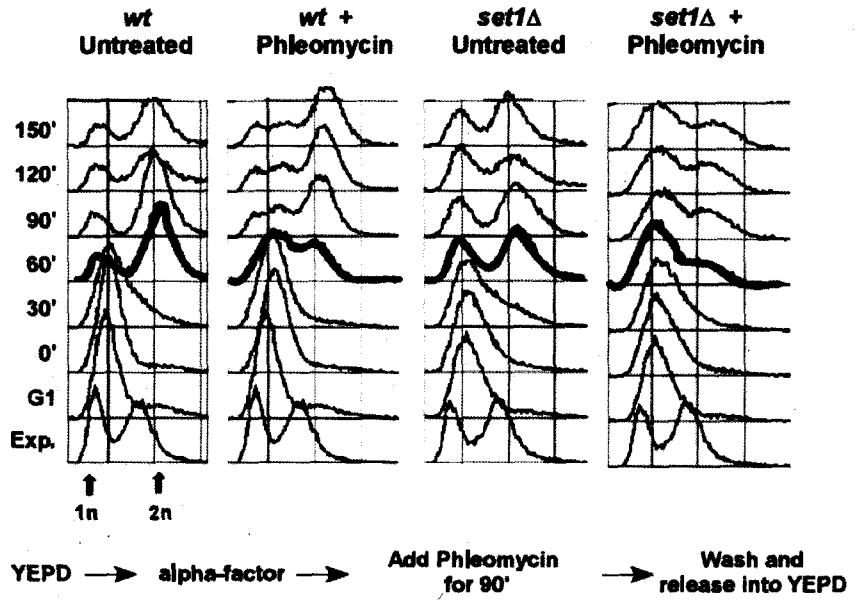 wt
Untreated
wt +
Phleomycin
set1Δ
Untreated
set1Δ +
Phleomycin
150'
120'
90'
60'
30'
0'
G1
Exp.
1n
2n
YEPD
alpha-factor
Add Phleomycin
for 90'
Wash and
release into YEPD